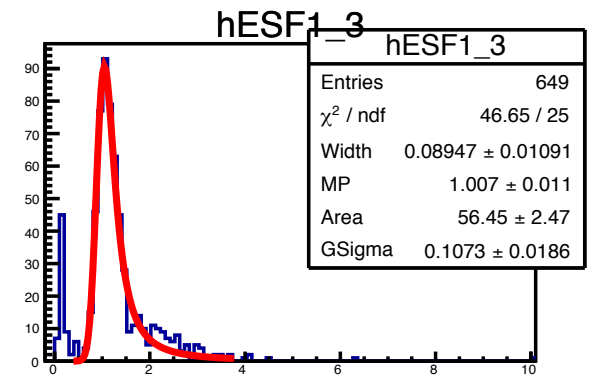 hESF1_3
hESF1_3
Entries 649
χ² / ndf 46.65 / 25
Width 0.08947 ± 0.01091
MP 1.007 ± 0.011
Area 56.45 ± 2.47
GSigma 0.1073 ± 0.0186
90
80
70
60
50
40
30
20
10
0
0 2 4 6 8 10